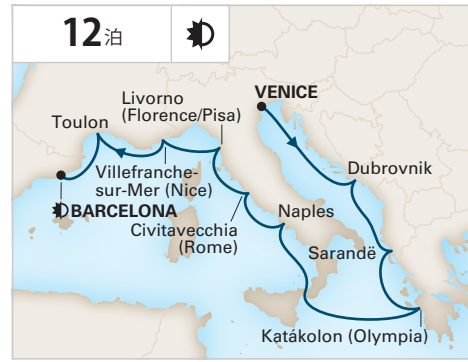 12泊
VENICE
Livorno
(Florence/Pisa)
Toulon
Villefranche-
sur-Mer (Nice)
BARCELONA
Civitavecchia
(Rome)
Naples
Dubrovnik
Sarandë
Katákolon (Olympia)